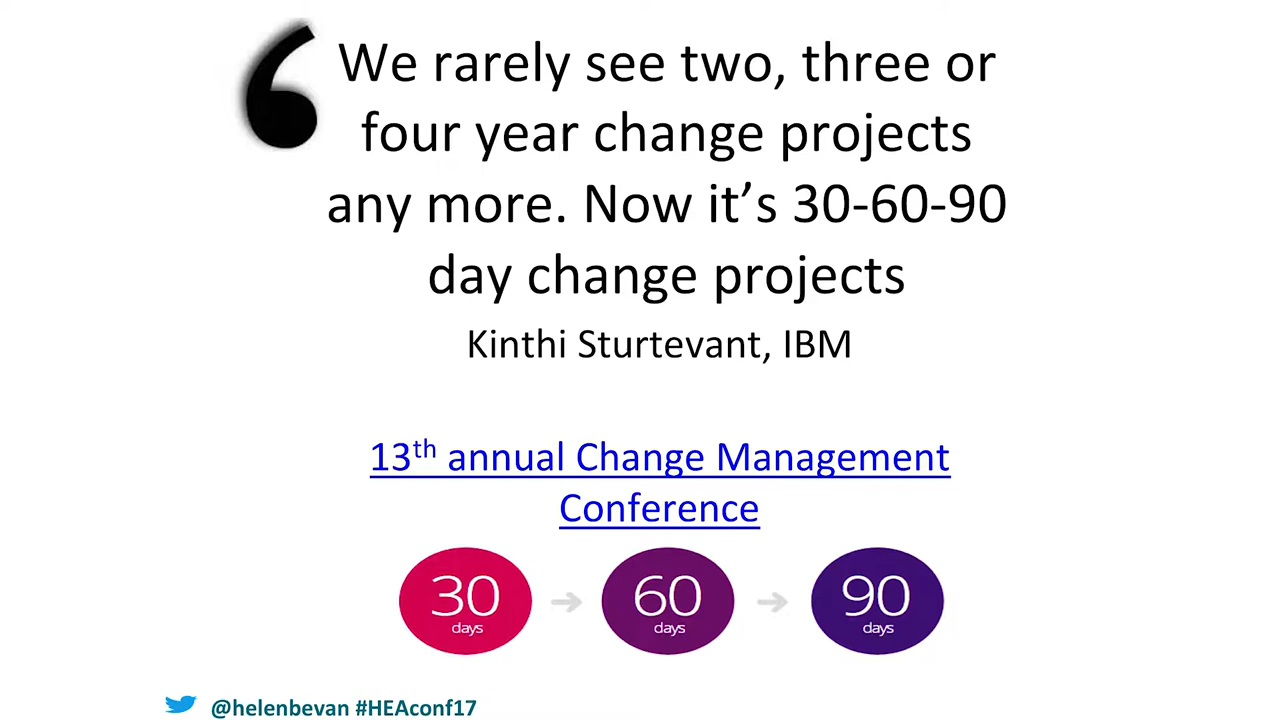 ‘
We rarely see two, three or
four year change projects
any more. Now it’s 30-60-90
day change projects
Kinthi Sturtevant, IBM
13th annual Change Management
Conference
30 60 90
days days days
@helenbevan #HEAconf17